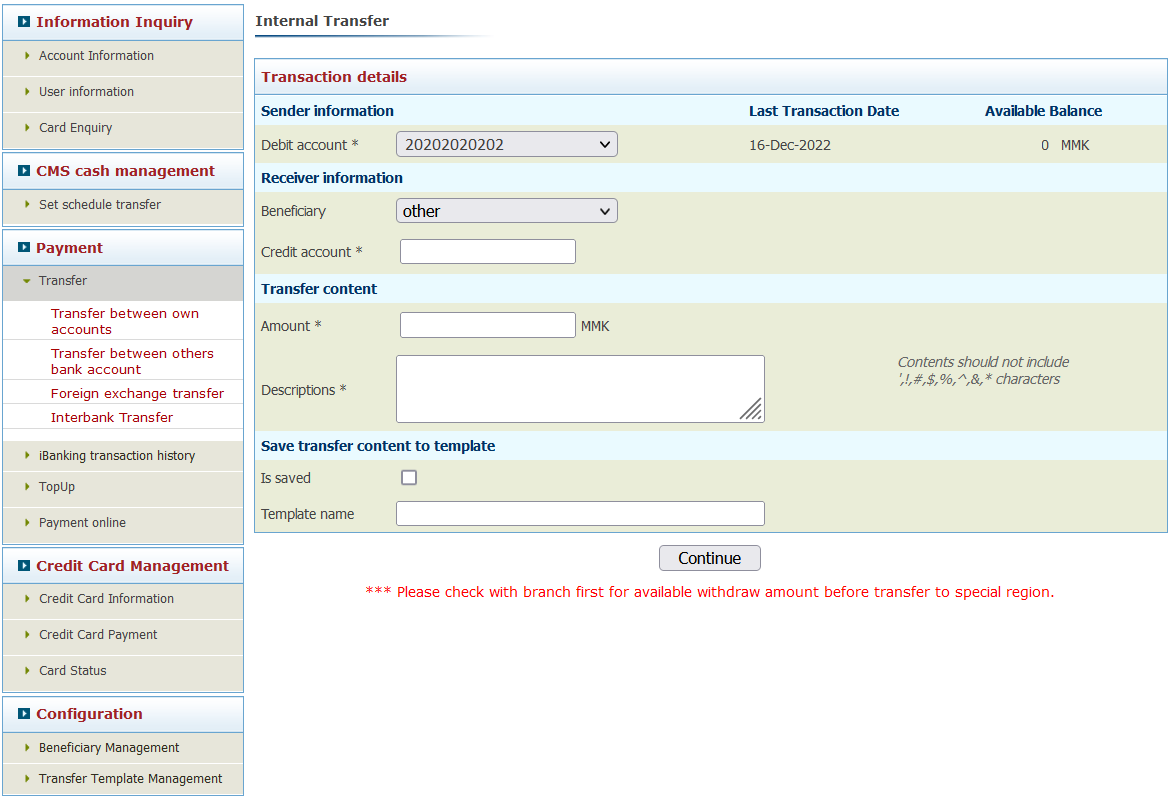 Information Inquiry
Account Information
User information
Card Enquiry
CMS cash management
Set schedule transfer
Payment
Transfer
Transfer between own
accounts
Transfer between others
bank account
Foreign exchange transfer
Interbank Transfer
iBanking transaction history
TopUp
Payment online
Credit Card Management
Credit Card Information
Credit Card Payment
Card Status
Configuration
Beneficiary Management
Transfer Template Management
Internal Transfer
Transaction details
Sender information Last Transaction Date Available Balance
Debit account * 20202020202 16-Dec-2022 0 MMK
Receiver information
Beneficiary other
Credit account *
Transfer content
Amount * MMK
Descriptions *
Contents should not include
',!,#,$,%,^,&,* characters
Save transfer content to template
Is saved
Template name
Continue
*** Please check with branch first for available withdraw amount before transfer to special region.